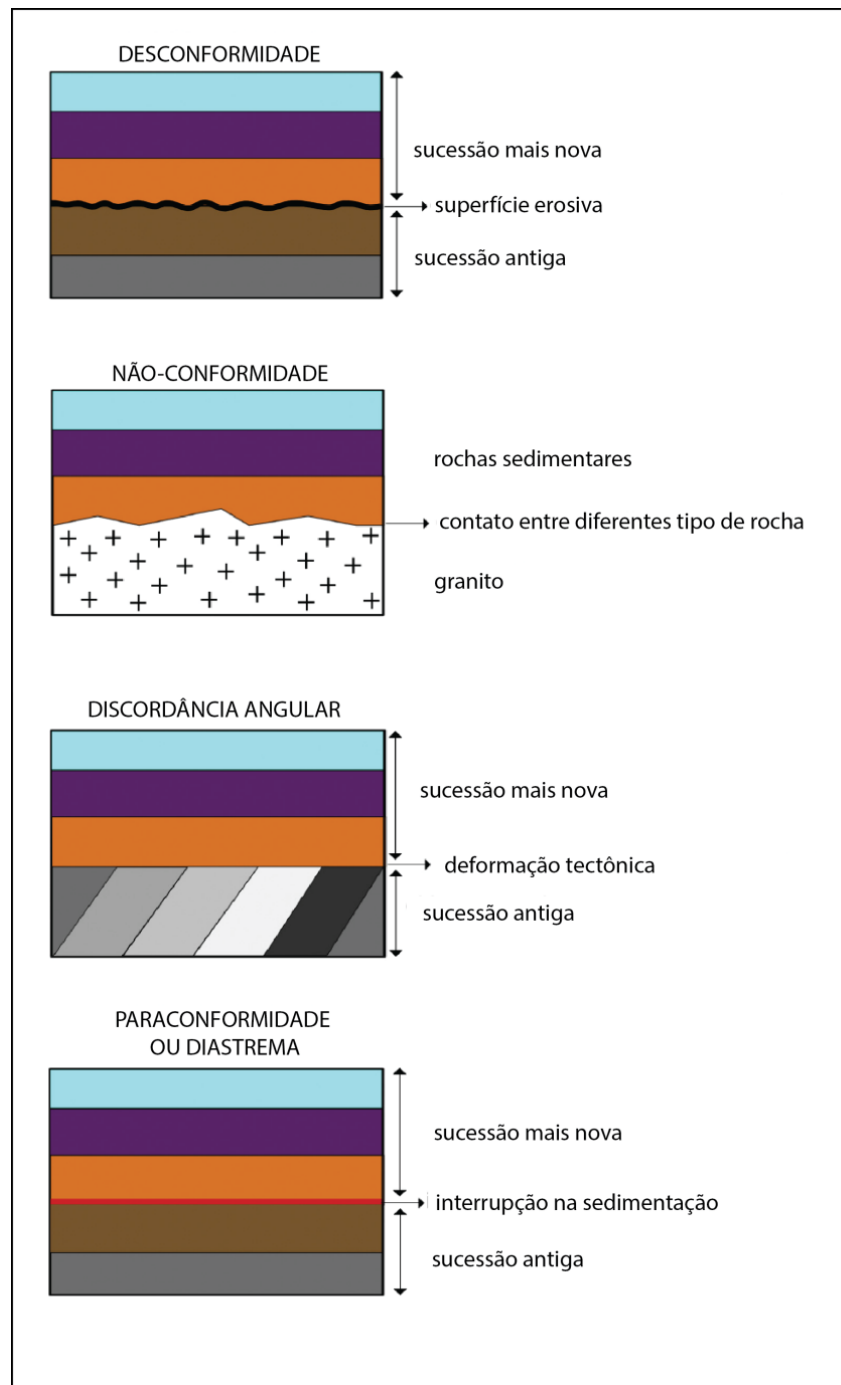 DESCONFORMIDADE
sucessão mais nova
superfície erosiva
sucessão antiga
NÃO-CONFORMIDADE
rochas sedimentares
contato entre diferentes tipo de rocha
granito
DISCORDÂNCIA ANGULAR
sucessão mais nova
deformação tectônica
sucessão antiga
PARACONFORMIDADE
OU DIASTREMA
sucessão mais nova
interrupção na sedimentação
sucessão antiga